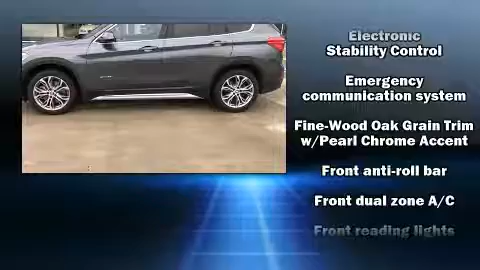 Electronic
Stability Control
Emergency
communication system
Fine-Wood Oak Grain Trim
w/Pearl Chrome Accent
Front anti-roll bar
Front dual zone A/C
Front reading lights